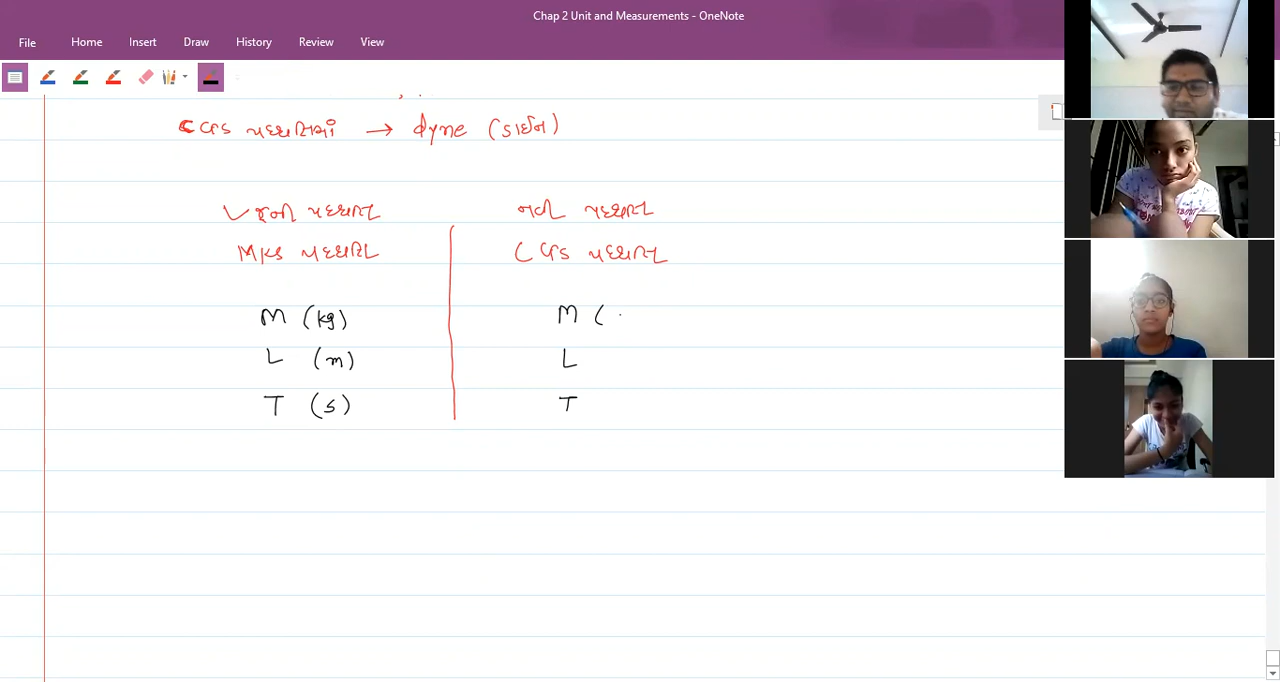 Chap 2 Unit and Measurements - OneNote
File Home Insert Draw History Review View
CGS પદ્ધતિમાં → dyne (ડાઈન)
જૂની પદ્ધતિ નવી પદ્ધતિ
MKS પદ્ધતિ CGS પદ્ધતિ
M (kg) M (
L (m) L
T (s) T